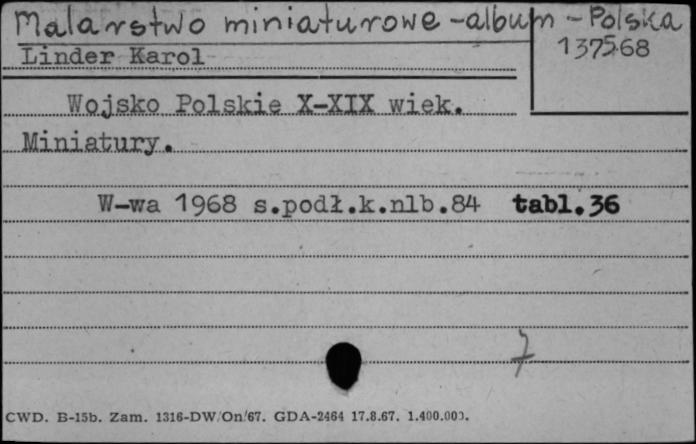 Malarstwo miniaturowe - album - Polska
137568
Linder Karol
Wojsko Polskie X-XIX wiek.
Miniatury.
W-wa 1968 s.podł.k.nlb.84 tabl.36
7
CWD. B-15b. Zam. 1316-DW/On/67. GDA-2464 17.8.67. 1.400.000.